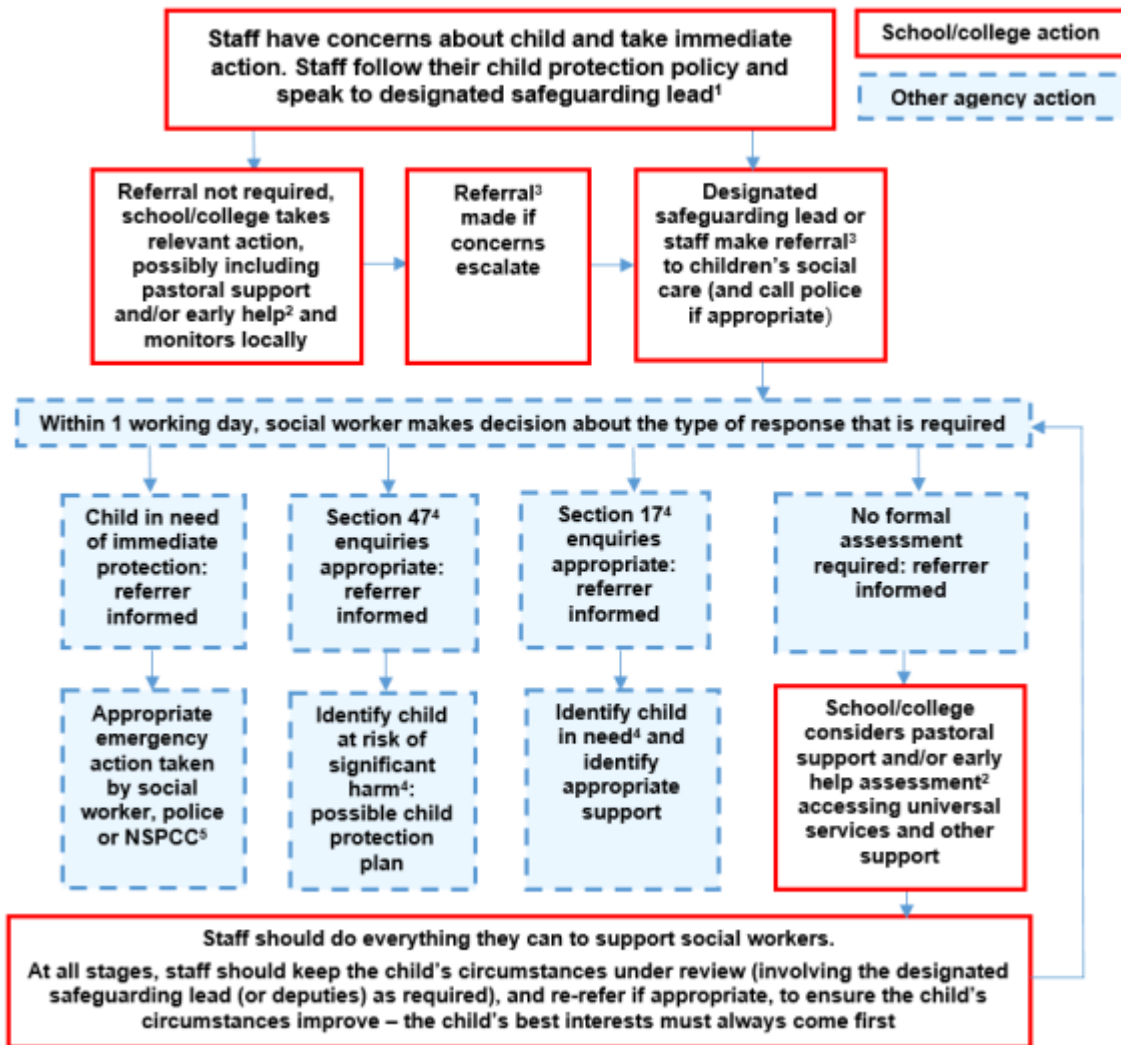 Staff have concerns about child and take immediate
action. Staff follow their child protection policy and
speak to designated safeguarding lead¹
School/college action
Other agency action
Referral not required,
school/college takes
relevant action,
possibly including
pastoral support
and/or early help² and
monitors locally
Referral³
made if
concerns
escalate
Designated
safeguarding lead or
staff make referral³
to children's social
care (and call police
if appropriate)
Within 1 working day, social worker makes decision about the type of response that is required
Child in need
of immediate
protection:
referrer
informed
Section 47⁴
enquiries
appropriate:
referrer
informed
Section 17⁴
enquiries
appropriate:
referrer
informed
No formal
assessment
required: referrer
informed
Appropriate
emergency
action taken
by social
worker, police
or NSPCC⁵
Identify child
at risk of
significant
harm⁴:
possible child
protection
plan
Identify child
in need⁴ and
identify
appropriate
support
School/college
considers pastoral
support and/or early
help assessment²
accessing universal
services and other
support
Staff should do everything they can to support social workers.
At all stages, staff should keep the child's circumstances under review (involving the designated
safeguarding lead (or deputies) as required), and re-refer if appropriate, to ensure the child's
circumstances improve – the child's best interests must always come first